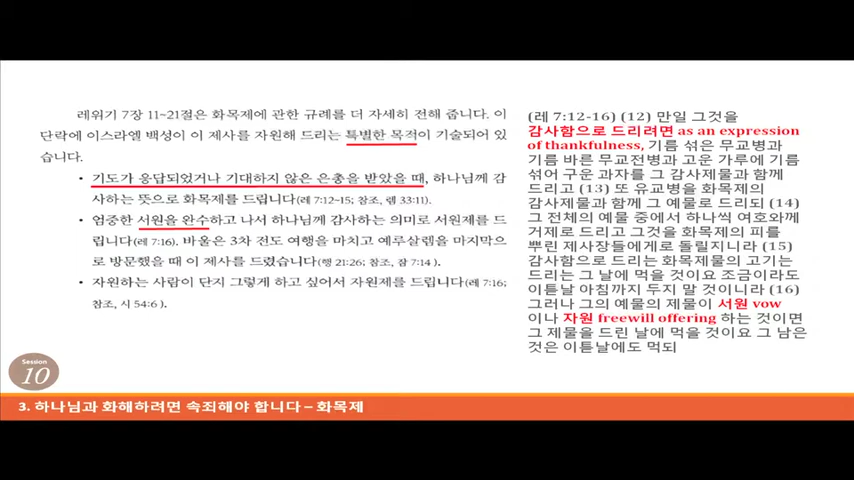 레위기 7장 11~21절은 화목제에 관한 규례를 더 자세히 전해 줍니다. 이
단락에 이스라엘 백성이 이 제사를 자원해 드리는 특별한 목적이 기술되어 있
습니다.
• 기도가 응답되었거나 기대하지 않은 은총을 받았을 때, 하나님께 감
사하는 뜻으로 화목제를 드립니다(레 7:12-15; 참조, 렘 33:11).
• 엄중한 서원을 완수하고 나서 하나님께 감사하는 의미로 서원제를 드
립니다(레 7:16). 바울은 3차 전도 여행을 마치고 예루살렘을 마지막으
로 방문했을 때 이 제사를 드렸습니다(행 21:26; 참조, 잠 7:14).
• 자원하는 사람이 단지 그렇게 하고 싶어서 자원제를 드립니다(레 7:16;
참조, 시 54:6).
(레 7:12-16) (12) 만일 그것을
감사함으로 드리려면 as an expression
of thankfulness, 기름 섞은 무교병과
기름 바른 무교전병과 고운 가루에 기름
섞어 구운 과자를 그 감사제물과 함께
드리고 (13) 또 유교병을 화목제의
감사제물과 함께 그 예물로 드리되 (14)
그 전체의 예물 중에서 하나씩 여호와께
거제로 드리고 그것을 화목제의 피를
뿌린 제사장들에게로 돌릴지니라 (15)
감사함으로 드리는 화목제물의 고기는
드리는 그 날에 먹을 것이요 조금이라도
이튿날 아침까지 두지 말 것이니라 (16)
그러나 그의 예물의 제물이 서원 vow
이나 자원 freewill offering 하는 것이면
그 제물을 드린 날에 먹을 것이요 그 남은
것은 이튿날에도 먹되
Session
10
3. 하나님과 화해하려면 속죄해야 합니다 – 화목제